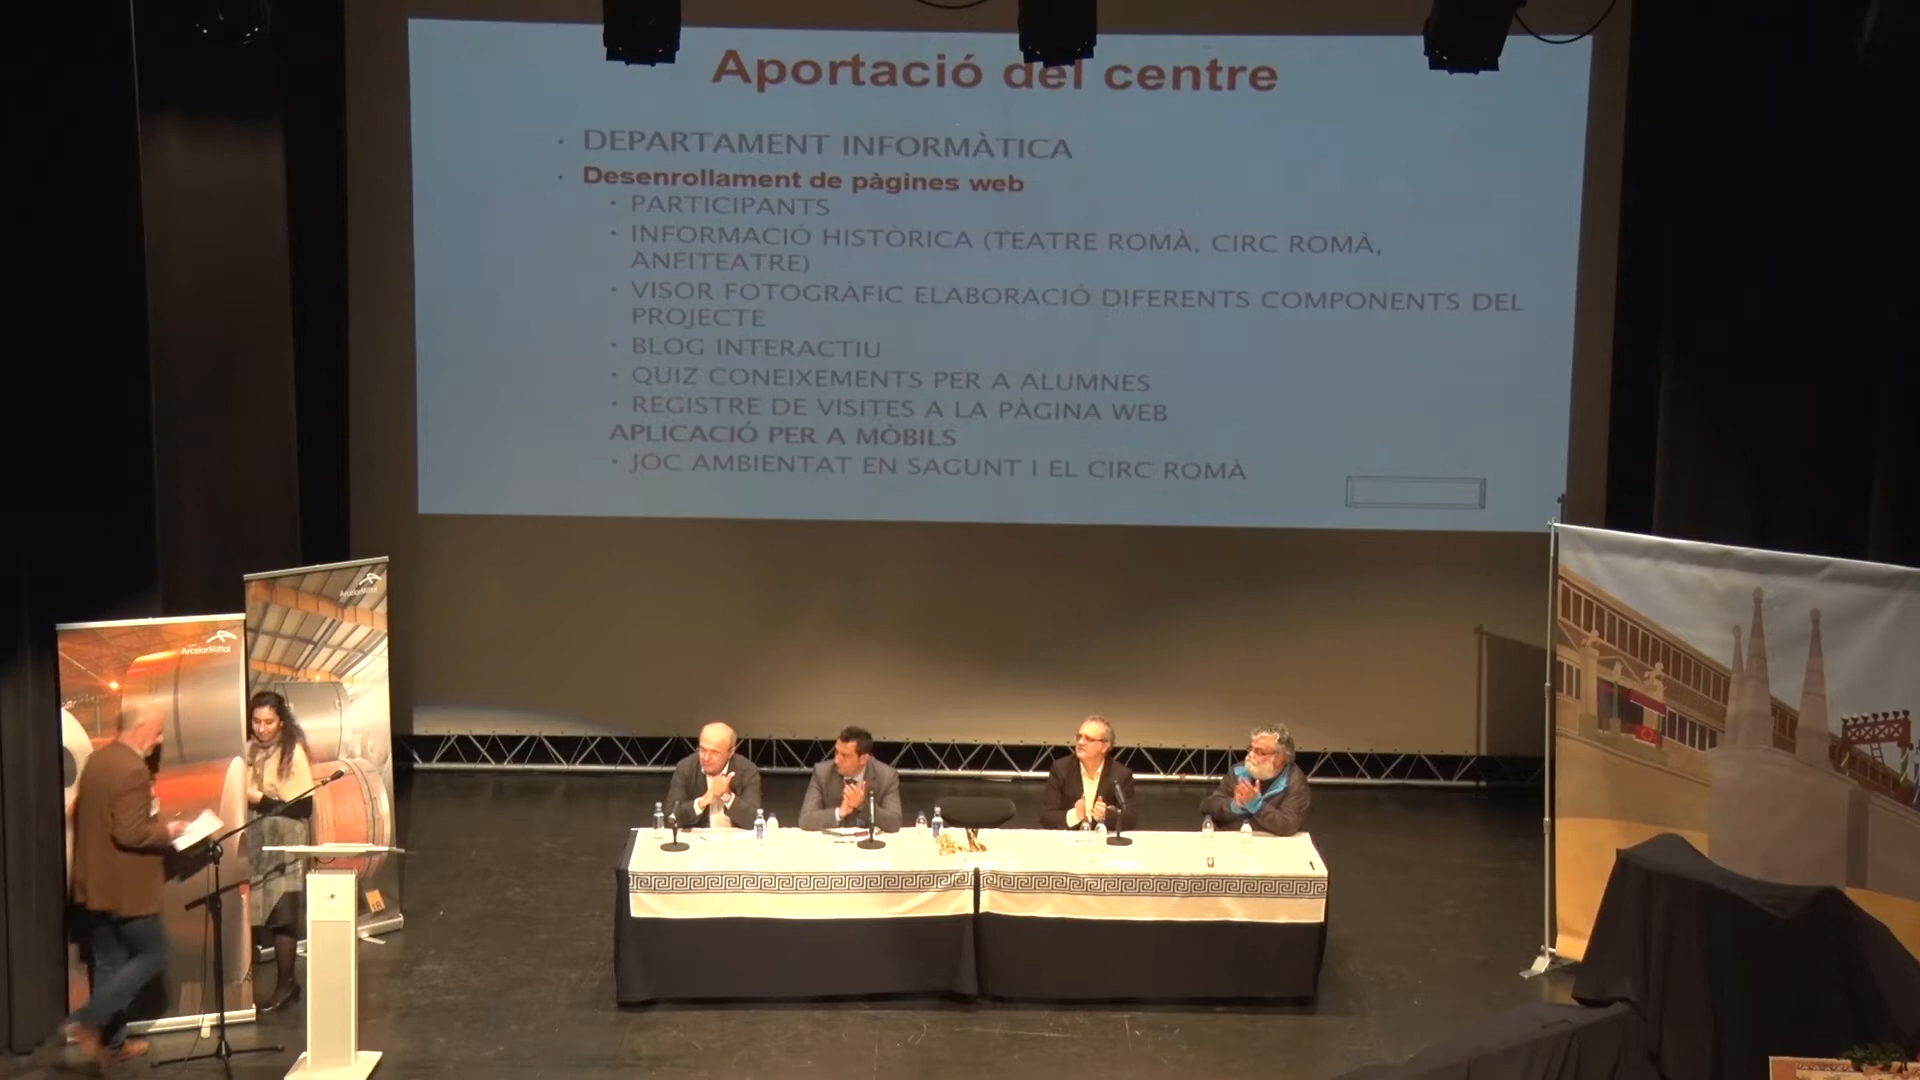 Aportació del centre
· DEPARTAMENT INFORMÀTICA
· Desenrollament de pàgines web
· PARTICIPANTS
· INFORMACIÓ HISTÒRICA (TEATRE ROMÀ, CIRC ROMÀ,
ANFITEATRE)
· VISOR FOTOGRÀFIC ELABORACIÓ DIFERENTS COMPONENTS DEL
PROJECTE
· BLOG INTERACTIU
· QUIZ CONEIXEMENTS PER A ALUMNES
· REGISTRE DE VISITES A LA PÀGINA WEB
APLICACIÓ PER A MÒBILS
· JOC AMBIENTAT EN SAGUNT I EL CIRC ROMÀ
ArcelorMittal
ArcelorMittal